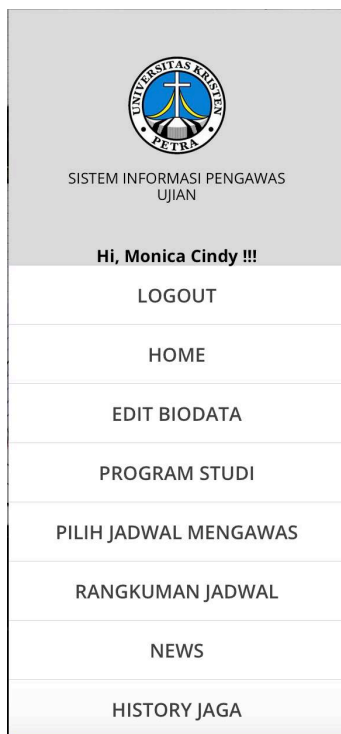 UNIVERSITAS KRISTEN
PETRA
SISTEM INFORMASI PENGAWAS
UJIAN
Hi, Monica Cindy !!!
LOGOUT
HOME
EDIT BIODATA
PROGRAM STUDI
PILIH JADWAL MENGAWAS
RANGKUMAN JADWAL
NEWS
HISTORY JAGA